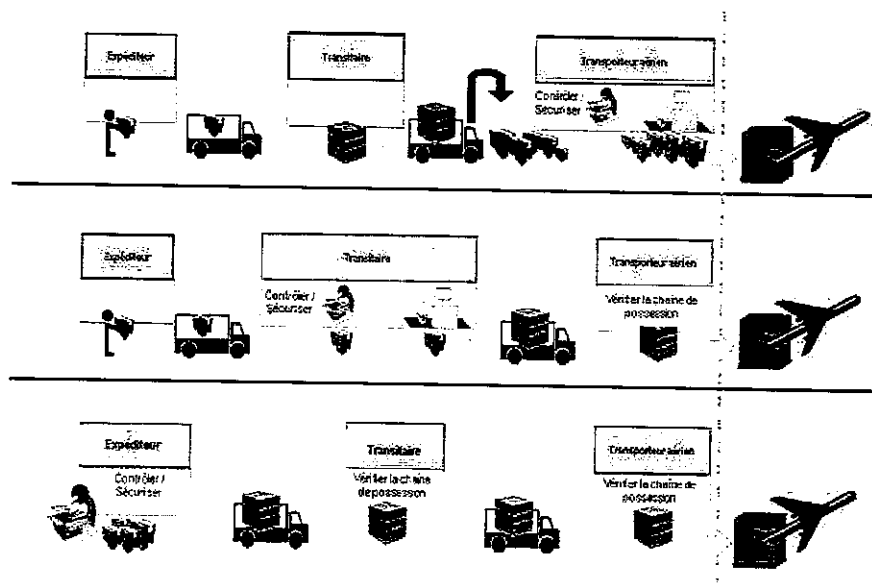 Expéditeur
Transitaire
Transporteur aérien
Contrôler /
Sécuriser
Expéditeur
Transitaire
Transporteur aérien
Contrôler /
Sécuriser
Vérifier la chaîne de
possession
Expéditeur
Transitaire
Transporteur aérien
Contrôler /
Sécuriser
Vérifier la chaîne
de possession
Vérifier la chaîne de
possession